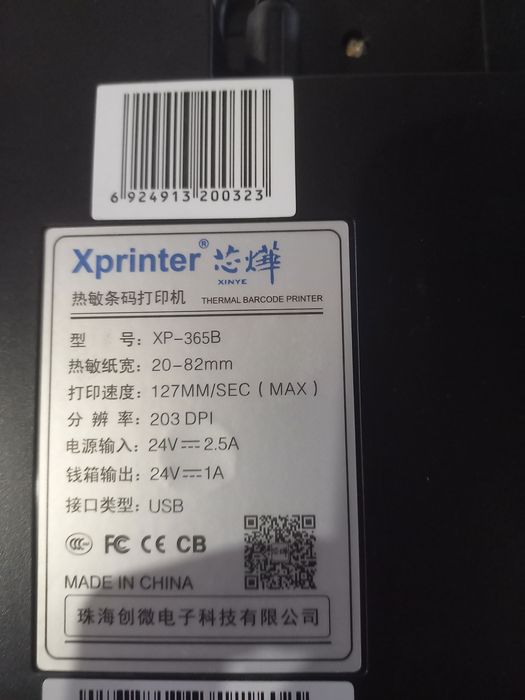 6 924913 200323
Xprinter® 芯烨
XINYE
热敏条码打印机 THERMAL BARCODE PRINTER
型 号: XP-365B
热敏纸宽: 20-82mm
打印速度: 127MM/SEC ( MAX )
分 辨 率: 203 DPI
电源输入: 24V⎓2.5A
钱箱输出: 24V⎓1A
接口类型: USB
CCC FC CE CB
MADE IN CHINA
珠海创微电子科技有限公司